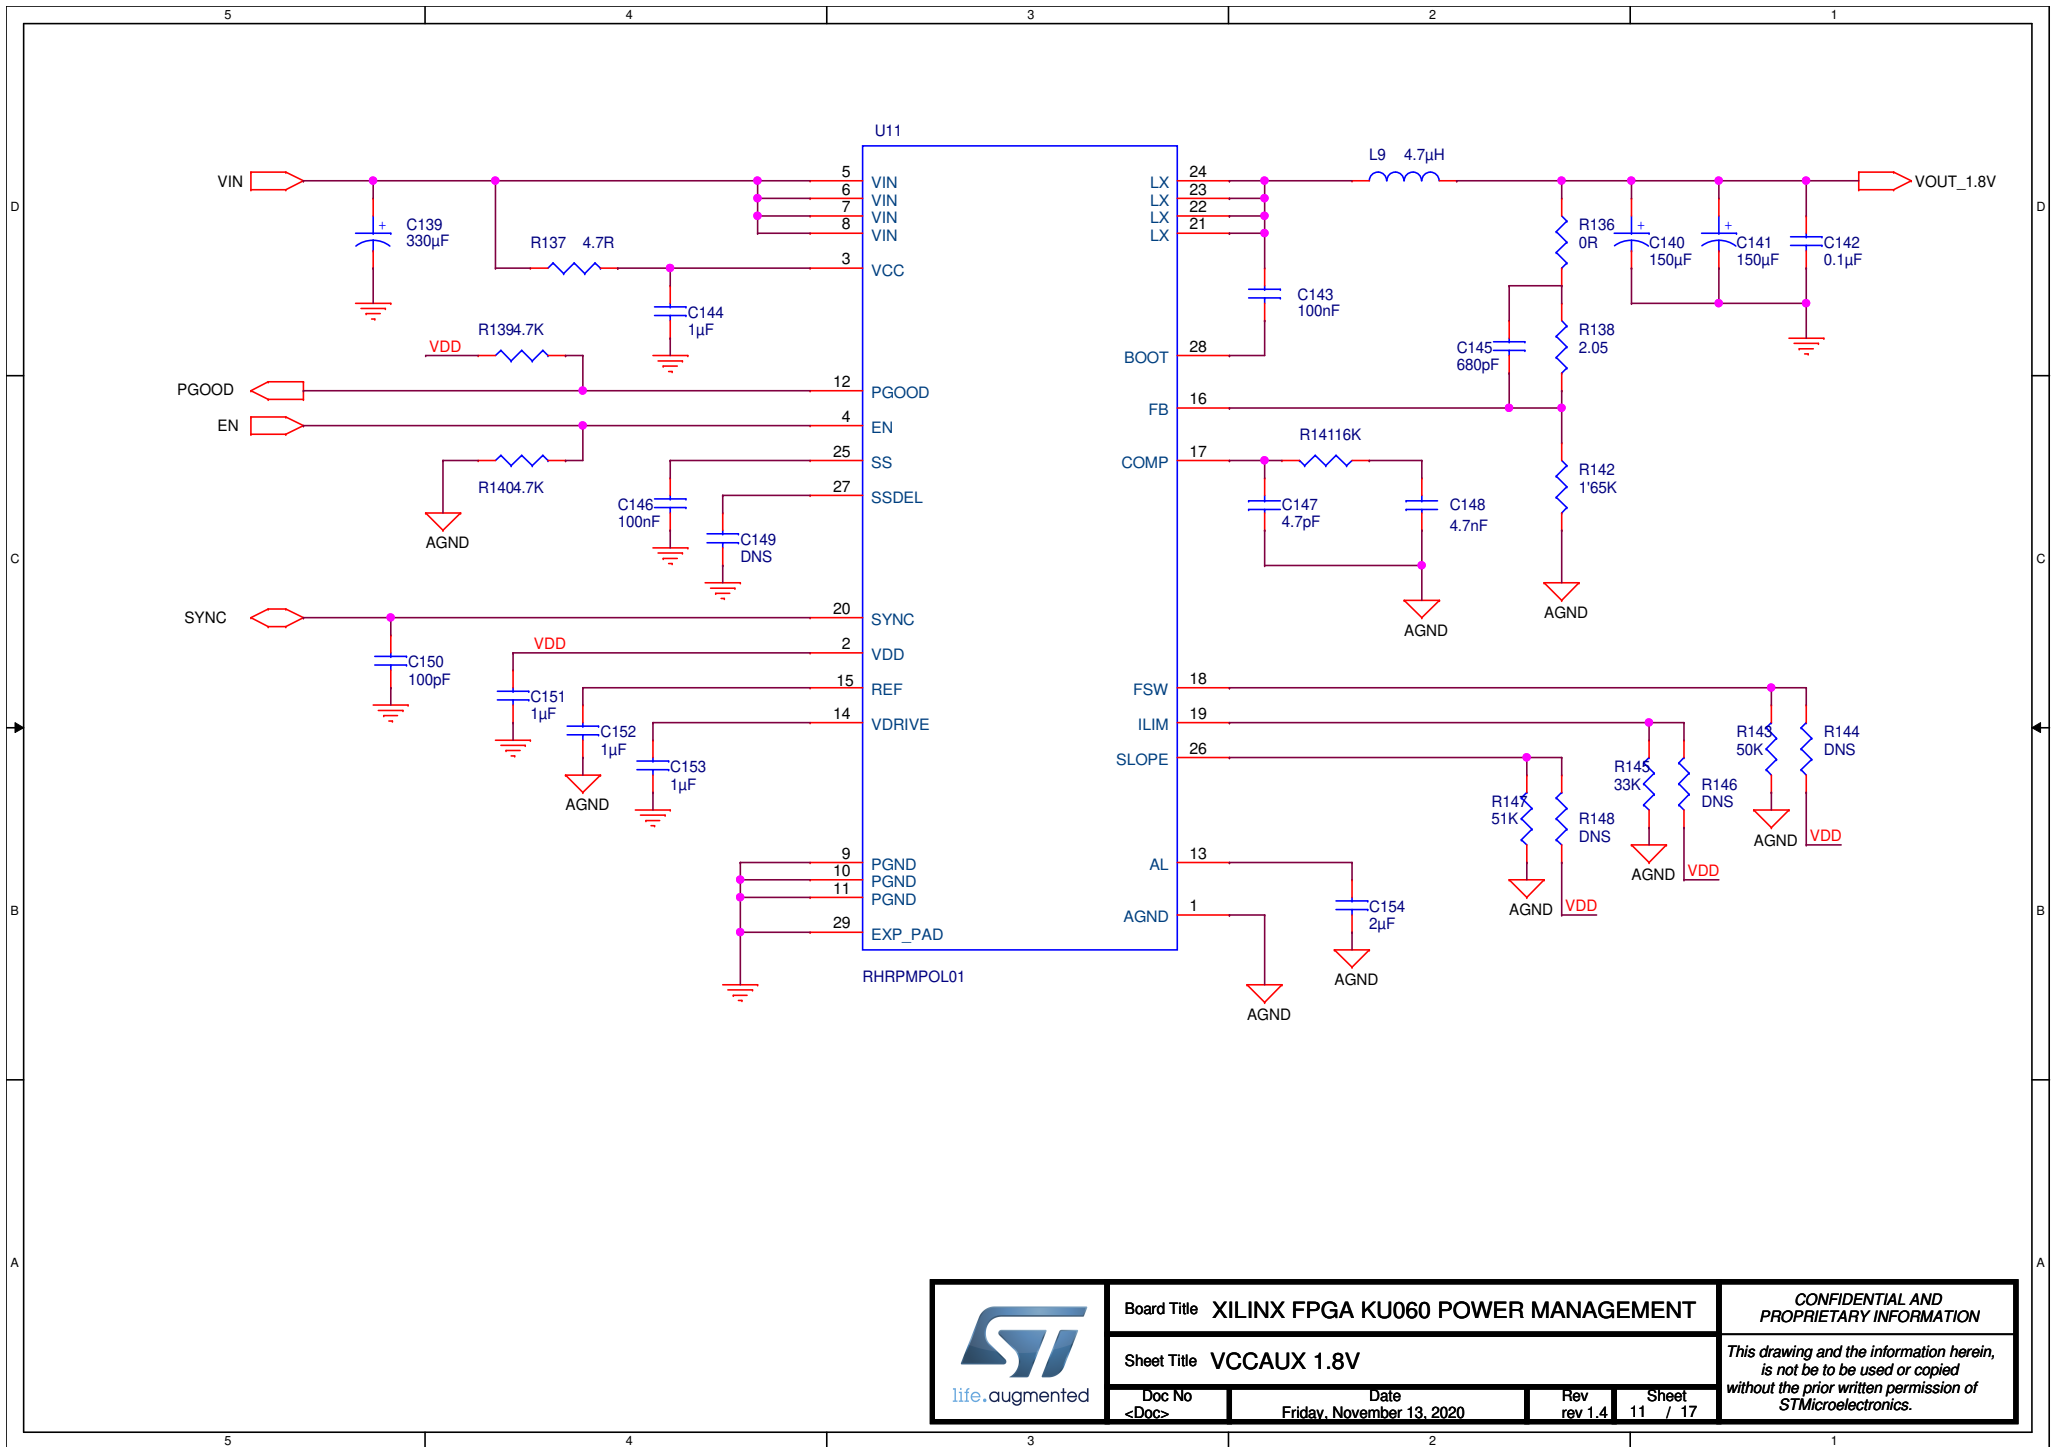 5 4 3 2 1
D D
C C
B B
A A
U11
VIN
C139
330µF
R137 4.7R
C144
1µF
R1394.7K
VDD
PGOOD
EN
R1404.7K
AGND
C146
100nF
C149
DNS
SYNC
C150
100pF
VDD
C151
1µF
C152
1µF
AGND
C153
1µF
5 VIN
6 VIN
7 VIN
8 VIN
3 VCC
12 PGOOD
4 EN
25 SS
27 SSDEL
20 SYNC
2 VDD
15 REF
14 VDRIVE
9 PGND
10 PGND
11 PGND
29 EXP_PAD
RHRPMPOL01
LX 24
LX 23
LX 22
LX 21
BOOT 28
FB 16
COMP 17
FSW 18
ILIM 19
SLOPE 26
AL 13
AGND 1
L9 4.7µH
VOUT_1.8V
R136
0R
C140
150µF
C141
150µF
C142
0.1µF
C143
100nF
C145
680pF
R138
2.05
R14116K
C147
4.7pF
C148
4.7nF
AGND
R142
1'65K
AGND
R143
50K
R144
DNS
AGND
VDD
R145
33K
R146
DNS
AGND
VDD
R147
51K
R148
DNS
AGND
VDD
C154
2µF
AGND
AGND
life.augmented
Board Title XILINX FPGA KU060 POWER MANAGEMENT
Sheet Title VCCAUX 1.8V
Doc No
<Doc>
Date
Friday, November 13, 2020
Rev
rev 1.4
Sheet
11 / 17
CONFIDENTIAL AND
PROPRIETARY INFORMATION
This drawing and the information herein,
is not be to be used or copied
without the prior written permission of
STMicroelectronics.
5 4 3 2 1